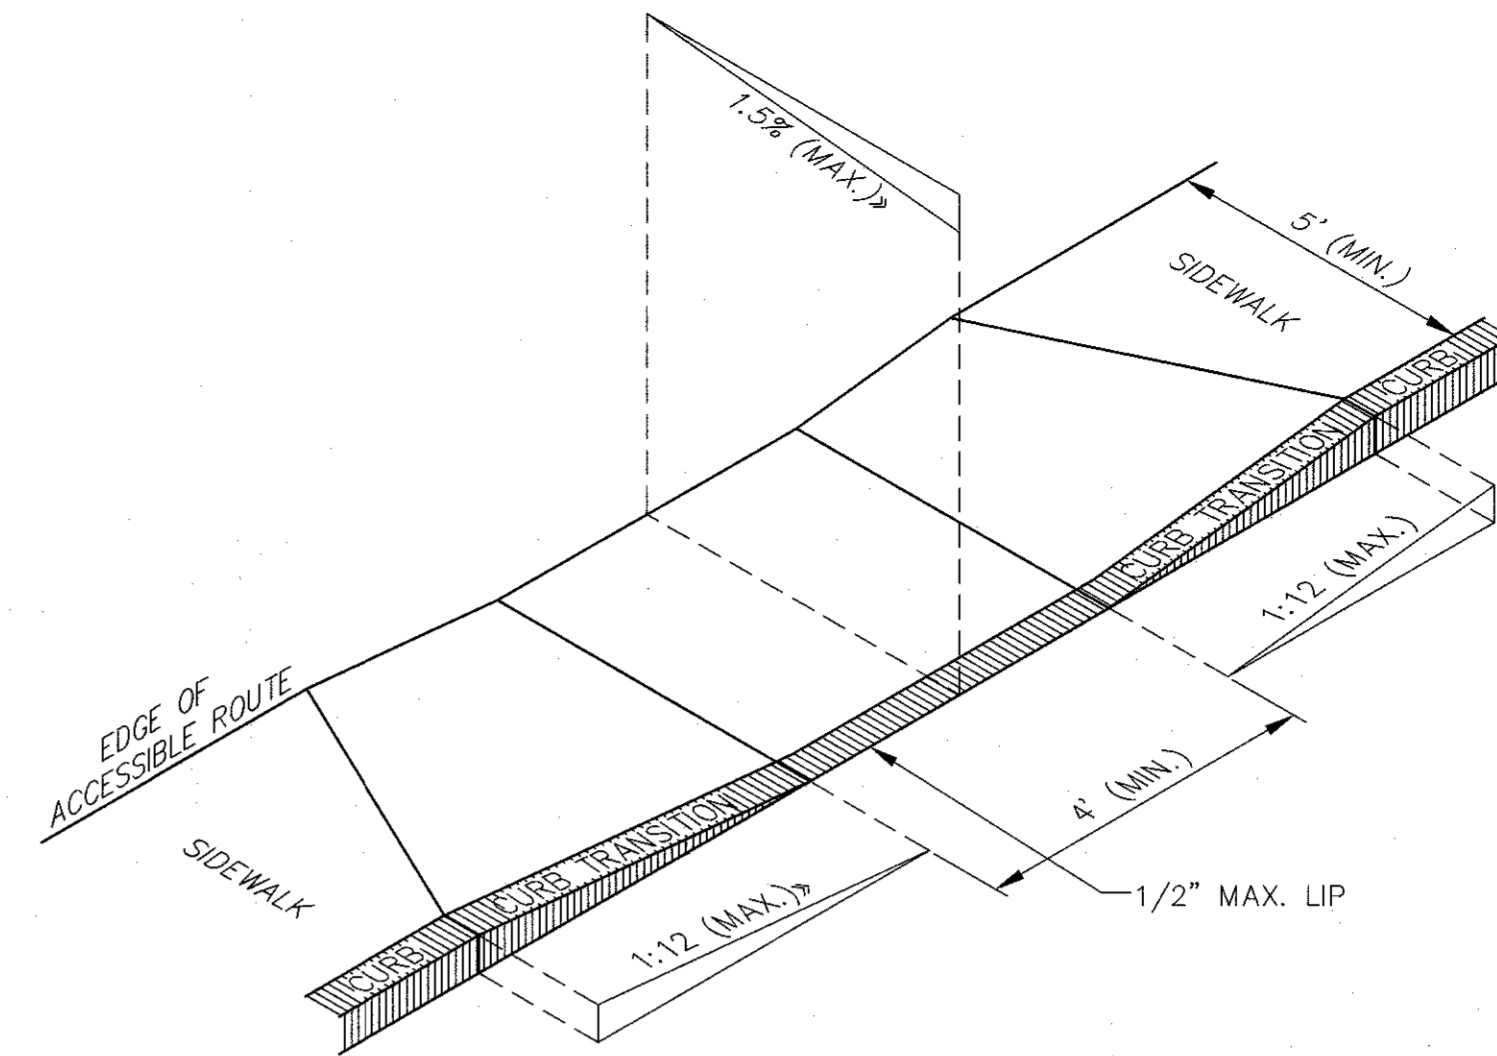 1.5% (MAX.)»
5' (MIN.)
SIDEWALK
CURB
CURB TRANSITION
1:12 (MAX.)
EDGE OF
ACCESSIBLE ROUTE
4' (MIN.)
SIDEWALK
CURB TRANSITION
1/2" MAX. LIP
1:12 (MAX.)»
CURB